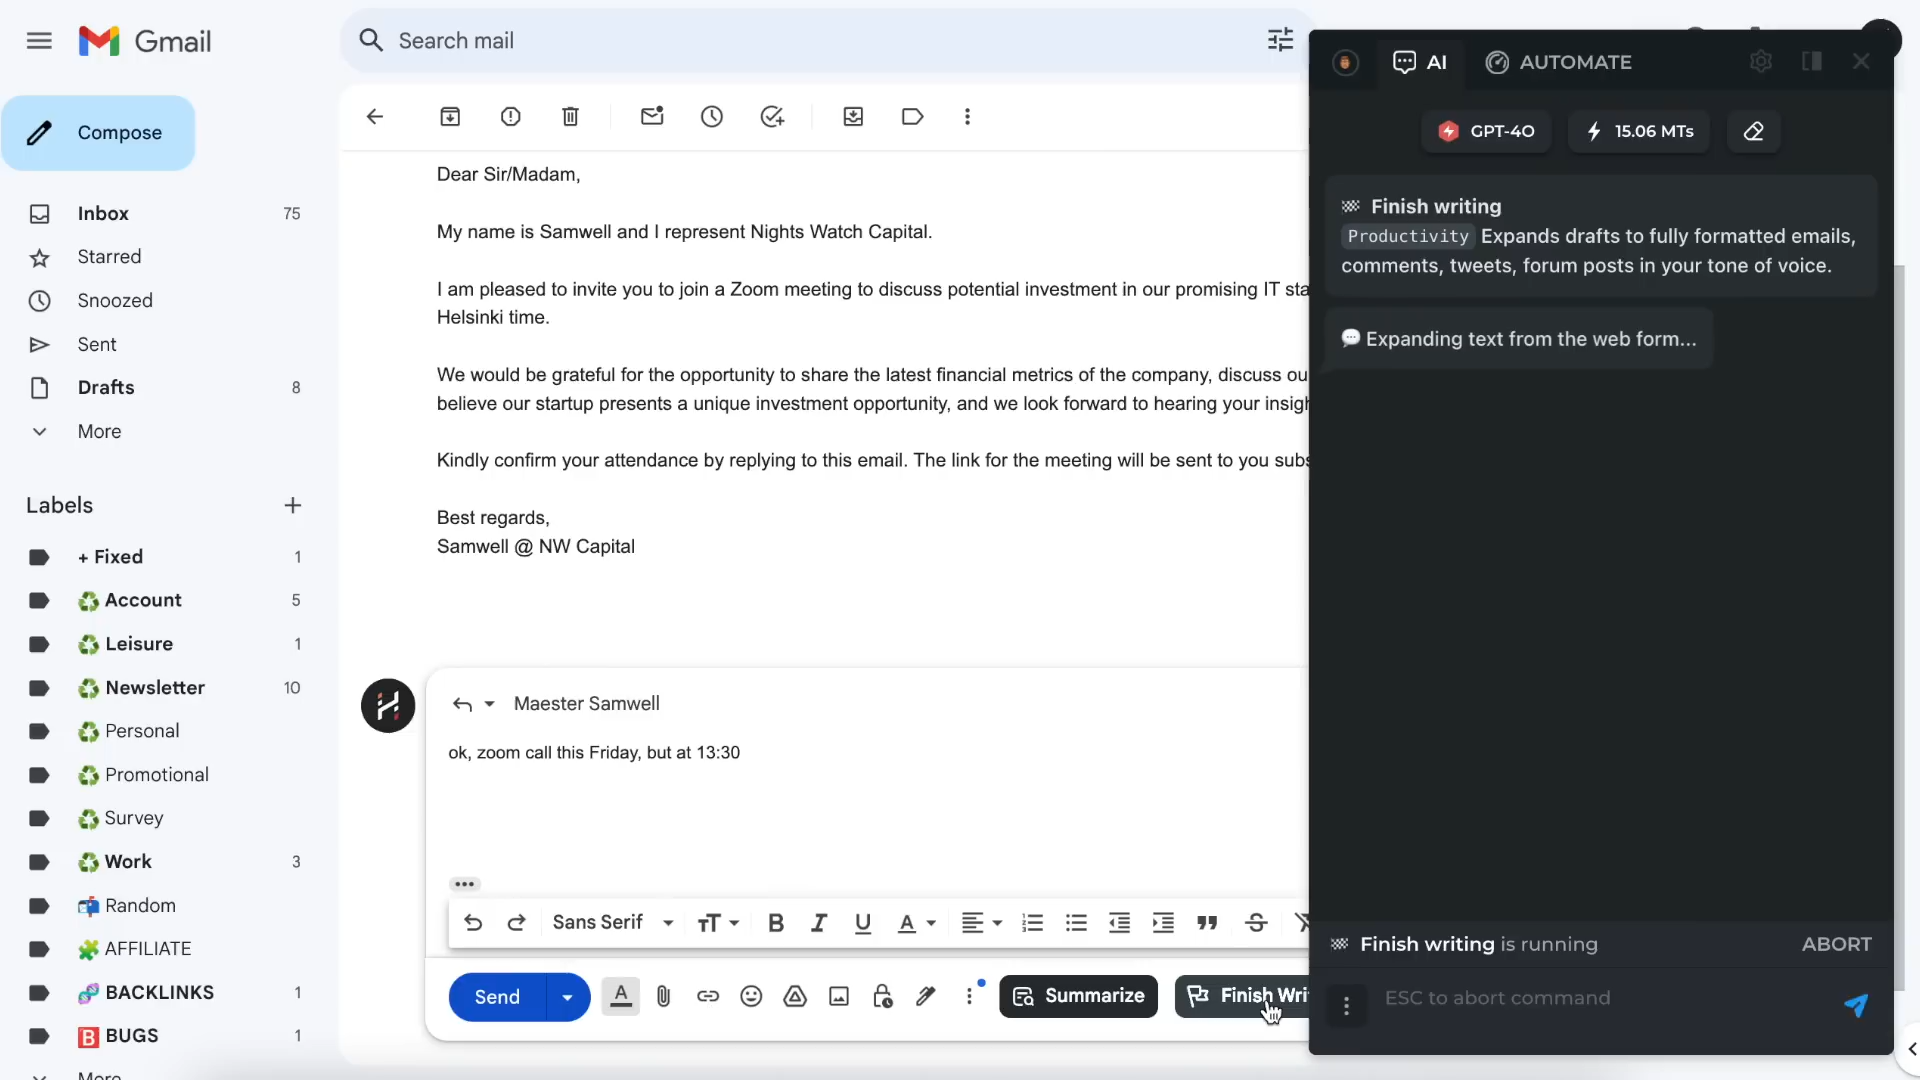 Gmail
Search mail
Compose
Inbox 75
Starred
Snoozed
Sent
Drafts 8
More
Labels
+ Fixed 1
Account 5
Leisure 1
Newsletter 10
Personal
Promotional
Survey
Work 3
Random
AFFILIATE
BACKLINKS 1
B BUGS 1
More
Dear Sir/Madam,
My name is Samwell and I represent Nights Watch Capital.
I am pleased to invite you to join a Zoom meeting to discuss potential investment in our promising IT sta
Helsinki time.
We would be grateful for the opportunity to share the latest financial metrics of the company, discuss ou
believe our startup presents a unique investment opportunity, and we look forward to hearing your insigh
Kindly confirm your attendance by replying to this email. The link for the meeting will be sent to you subs
Best regards,
Samwell @ NW Capital
Maester Samwell
ok, zoom call this Friday, but at 13:30
Sans Serif
Send
Summarize
Finish Wri
AI
AUTOMATE
GPT-4O
15.06 MTs
Finish writing
Productivity Expands drafts to fully formatted emails,
comments, tweets, forum posts in your tone of voice.
Expanding text from the web form...
Finish writing is running ABORT
ESC to abort command